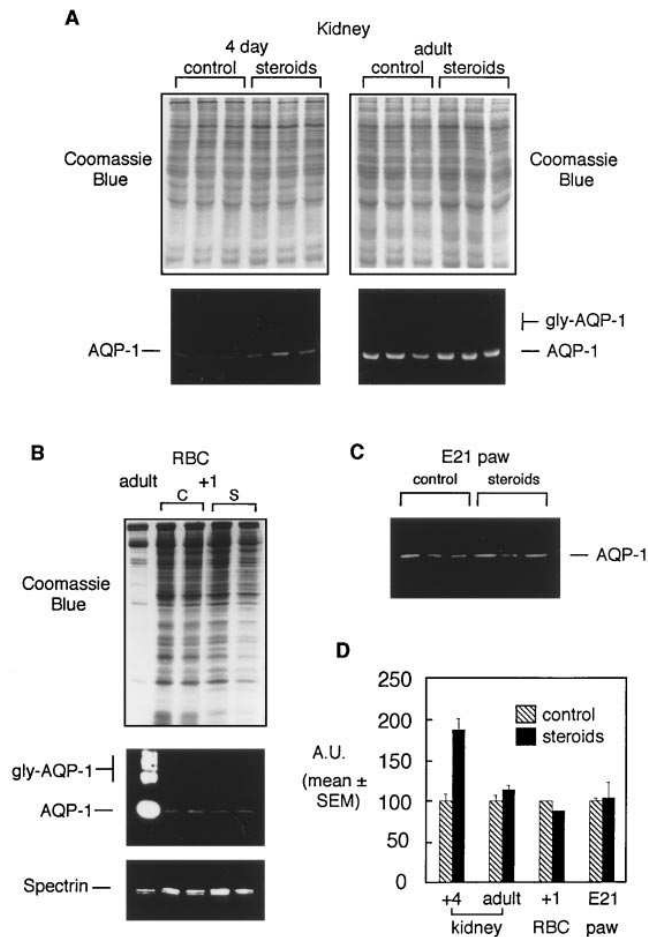 A
Kidney
4 day
adult
control steroids
control steroids
Coomassie
Blue
Coomassie
Blue
gly-AQP-1
AQP-1
AQP-1
B
RBC
adult +1
C S
Coomassie
Blue
gly-AQP-1
AQP-1
Spectrin
C
E21 paw
control steroids
AQP-1
D
250
200
150
100
50
0
A.U.
(mean ±
SEM)
control
steroids
+4 adult +1 E21
kidney RBC paw